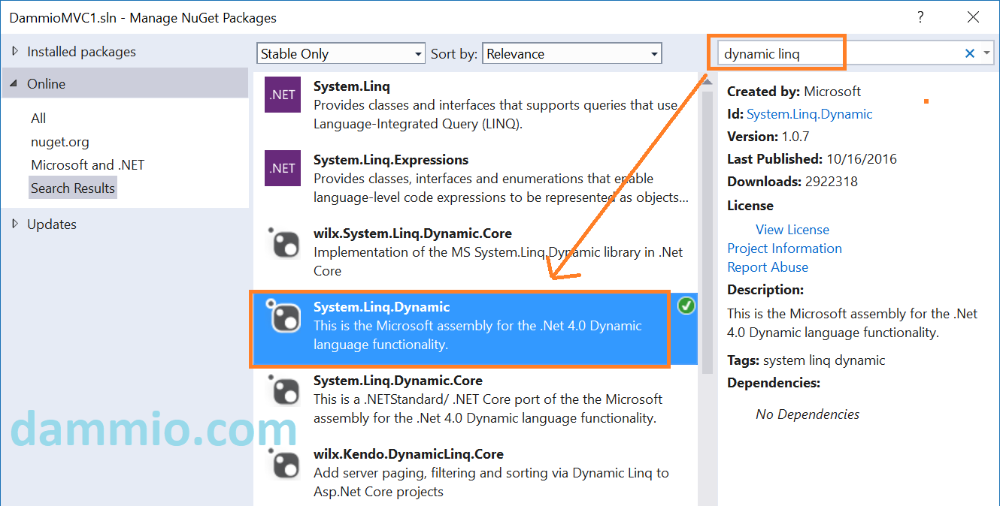 DammioMVC1.sln - Manage NuGet Packages
?
Installed packages
Online
All
nuget.org
Microsoft and .NET
Search Results
Updates
Stable Only
Sort by: Relevance
.NET
System.Linq
Provides classes and interfaces that supports queries that use
Language-Integrated Query (LINQ).
.NET
System.Linq.Expressions
Provides classes, interfaces and enumerations that enable
language-level code expressions to be represented as objects...
wilx.System.Linq.Dynamic.Core
Implementation of the MS System.Linq.Dynamic library in .Net
Core
System.Linq.Dynamic
This is the Microsoft assembly for the .Net 4.0 Dynamic
language functionality.
System.Linq.Dynamic.Core
This is a .NETStandard/ .NET Core port of the the Microsoft
assembly for the .Net 4.0 Dynamic language functionality.
wilx.Kendo.DynamicLinq.Core
Add server paging, filtering and sorting via Dynamic Linq to
Asp.Net Core projects
dynamic linq
Created by: Microsoft
Id: System.Linq.Dynamic
Version: 1.0.7
Last Published: 10/16/2016
Downloads: 2922318
License
View License
Project Information
Report Abuse
Description:
This is the Microsoft assembly for the .Net
4.0 Dynamic language functionality.
Tags: system linq dynamic
Dependencies:
No Dependencies
dammio.com